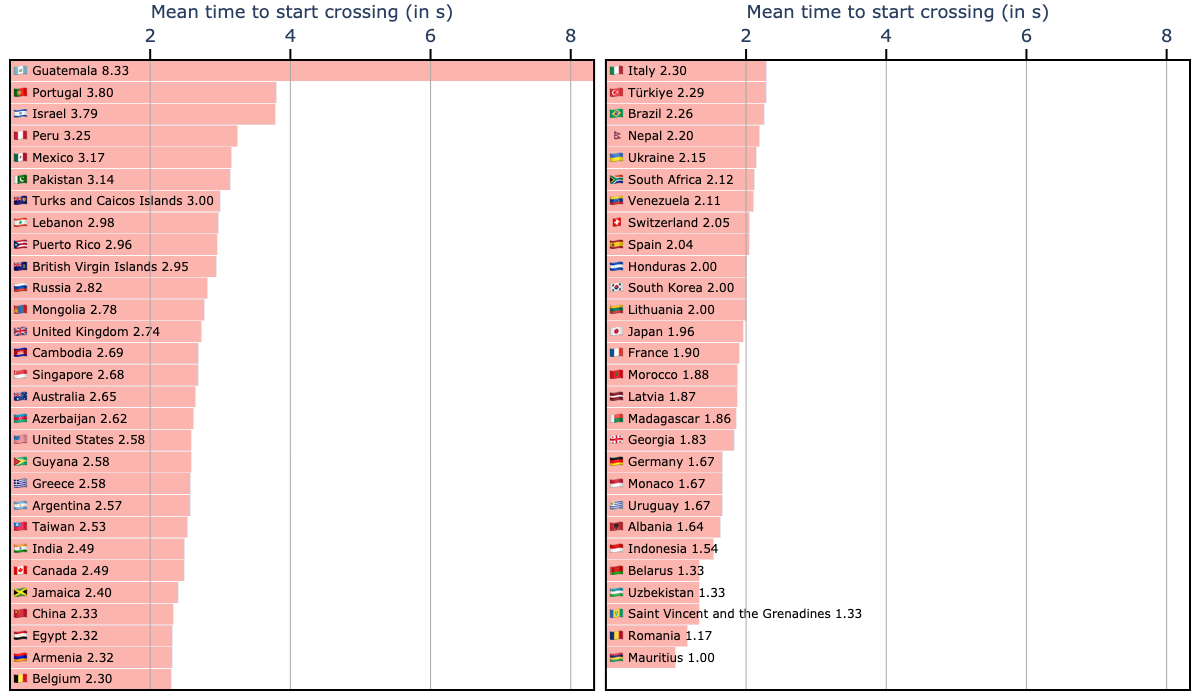 Mean time to start crossing (in s)
2 4 6 8
Guatemala 8.33
Portugal 3.80
Israel 3.79
Peru 3.25
Mexico 3.17
Pakistan 3.14
Turks and Caicos Islands 3.00
Lebanon 2.98
Puerto Rico 2.96
British Virgin Islands 2.95
Russia 2.82
Mongolia 2.78
United Kingdom 2.74
Cambodia 2.69
Singapore 2.68
Australia 2.65
Azerbaijan 2.62
United States 2.58
Guyana 2.58
Greece 2.58
Argentina 2.57
Taiwan 2.53
India 2.49
Canada 2.49
Jamaica 2.40
China 2.33
Egypt 2.32
Armenia 2.32
Belgium 2.30
Mean time to start crossing (in s)
2 4 6 8
Italy 2.30
Türkiye 2.29
Brazil 2.26
Nepal 2.20
Ukraine 2.15
South Africa 2.12
Venezuela 2.11
Switzerland 2.05
Spain 2.04
Honduras 2.00
South Korea 2.00
Lithuania 2.00
Japan 1.96
France 1.90
Morocco 1.88
Latvia 1.87
Madagascar 1.86
Georgia 1.83
Germany 1.67
Monaco 1.67
Uruguay 1.67
Albania 1.64
Indonesia 1.54
Belarus 1.33
Uzbekistan 1.33
Saint Vincent and the Grenadines 1.33
Romania 1.17
Mauritius 1.00